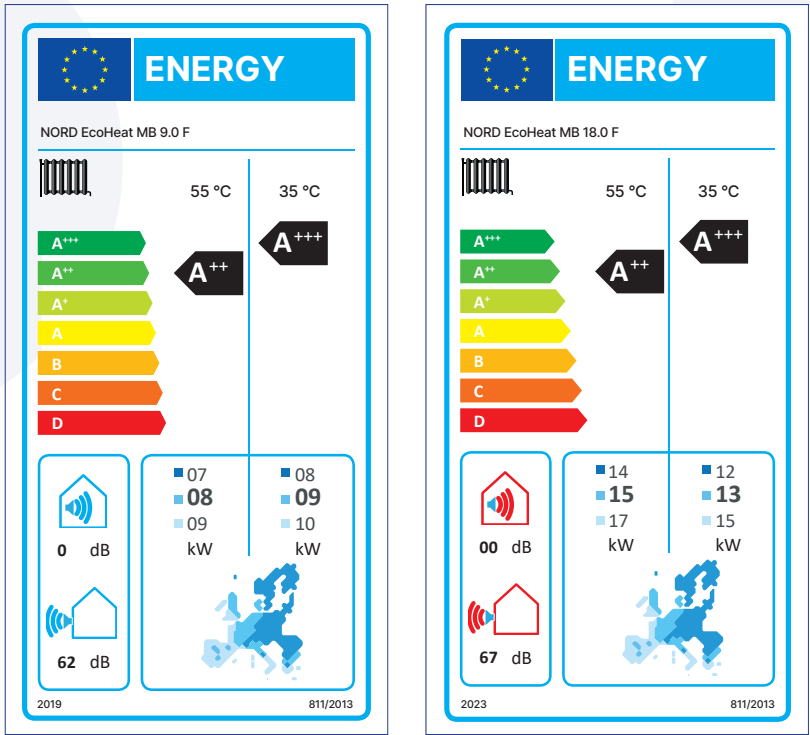 ENERGY
NORD EcoHeat MB 9.0 F
55 °C 35 °C
A+++
A++
A+
A
B
C
D
A++
A+++
0 dB
62 dB
07
08
09
kW
08
09
10
kW
2019 811/2013
ENERGY
NORD EcoHeat MB 18.0 F
55 °C 35 °C
A+++
A++
A+
A
B
C
D
A++
A+++
00 dB
67 dB
14
15
17
kW
12
13
15
kW
2023 811/2013